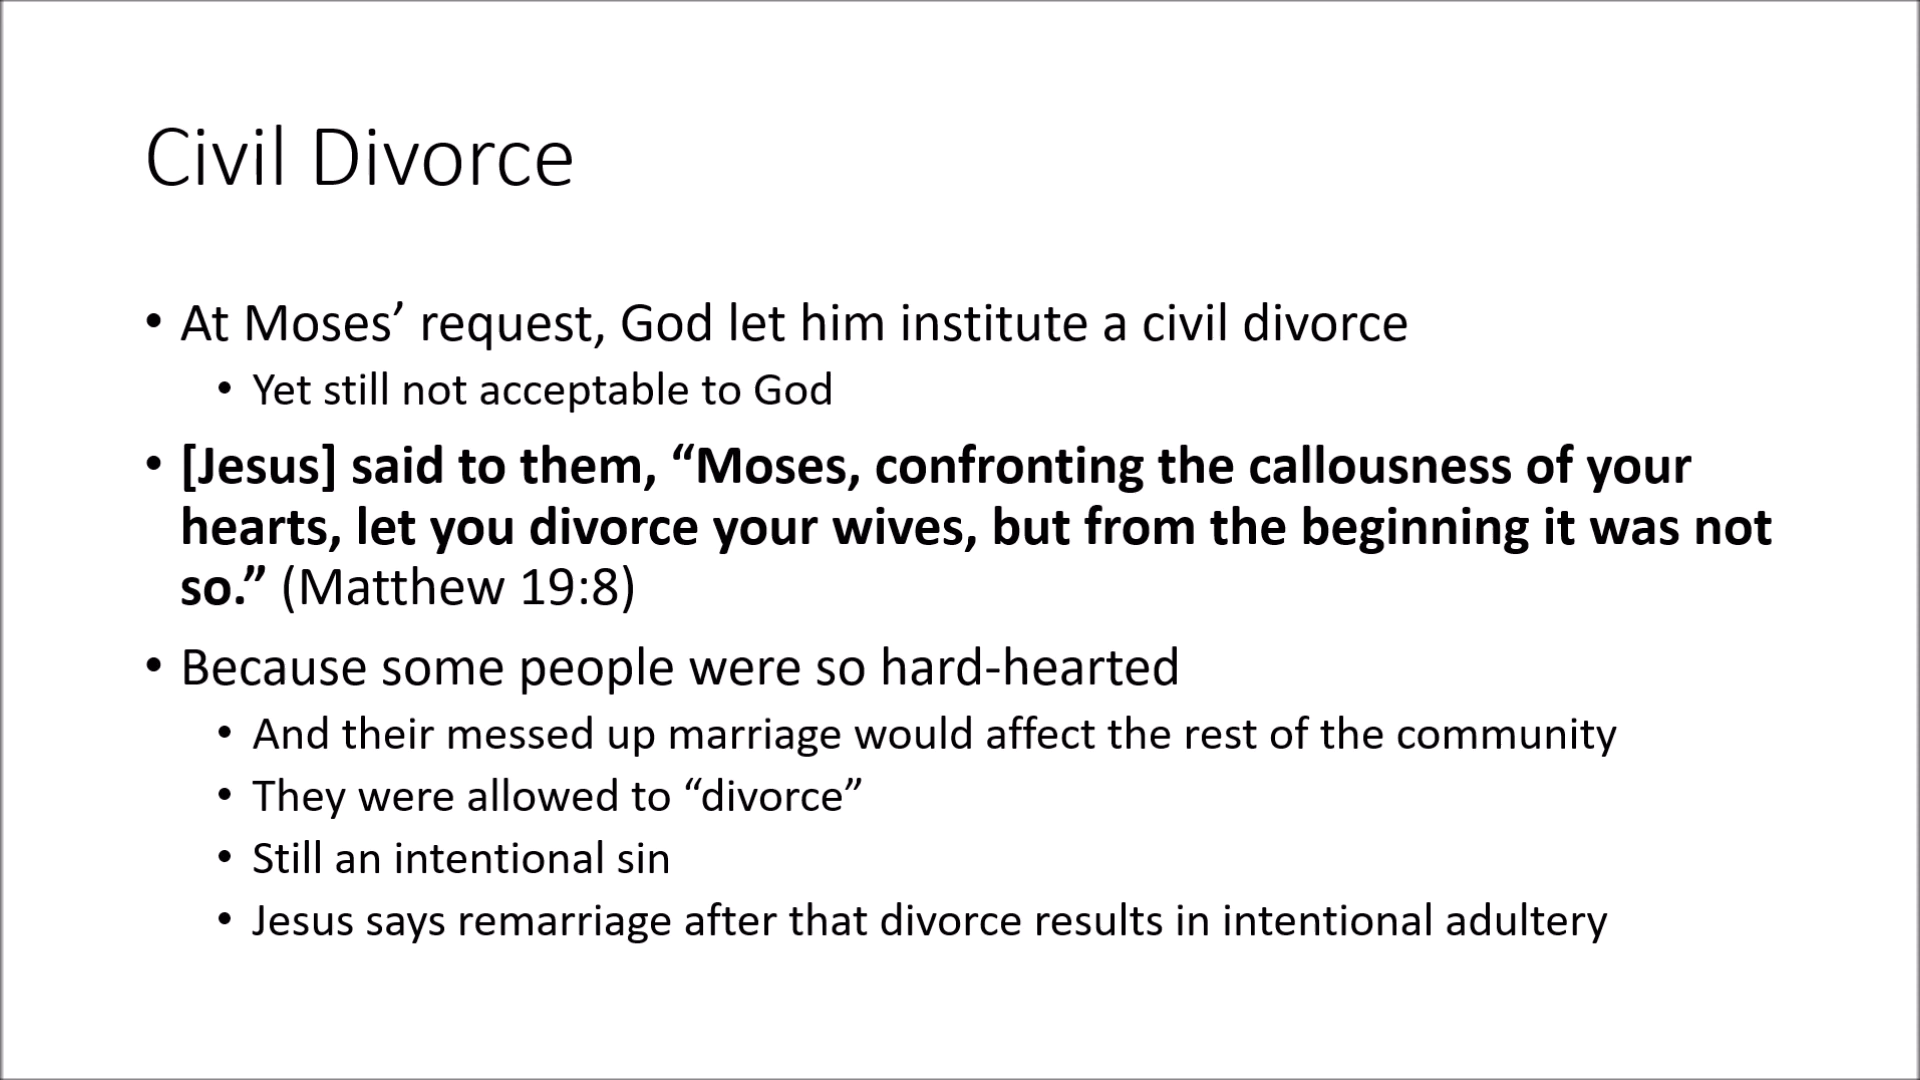 Civil Divorce
• At Moses’ request, God let him institute a civil divorce
• Yet still not acceptable to God
• [Jesus] said to them, “Moses, confronting the callousness of your
hearts, let you divorce your wives, but from the beginning it was not
so.” (Matthew 19:8)
• Because some people were so hard-hearted
• And their messed up marriage would affect the rest of the community
• They were allowed to “divorce”
• Still an intentional sin
• Jesus says remarriage after that divorce results in intentional adultery